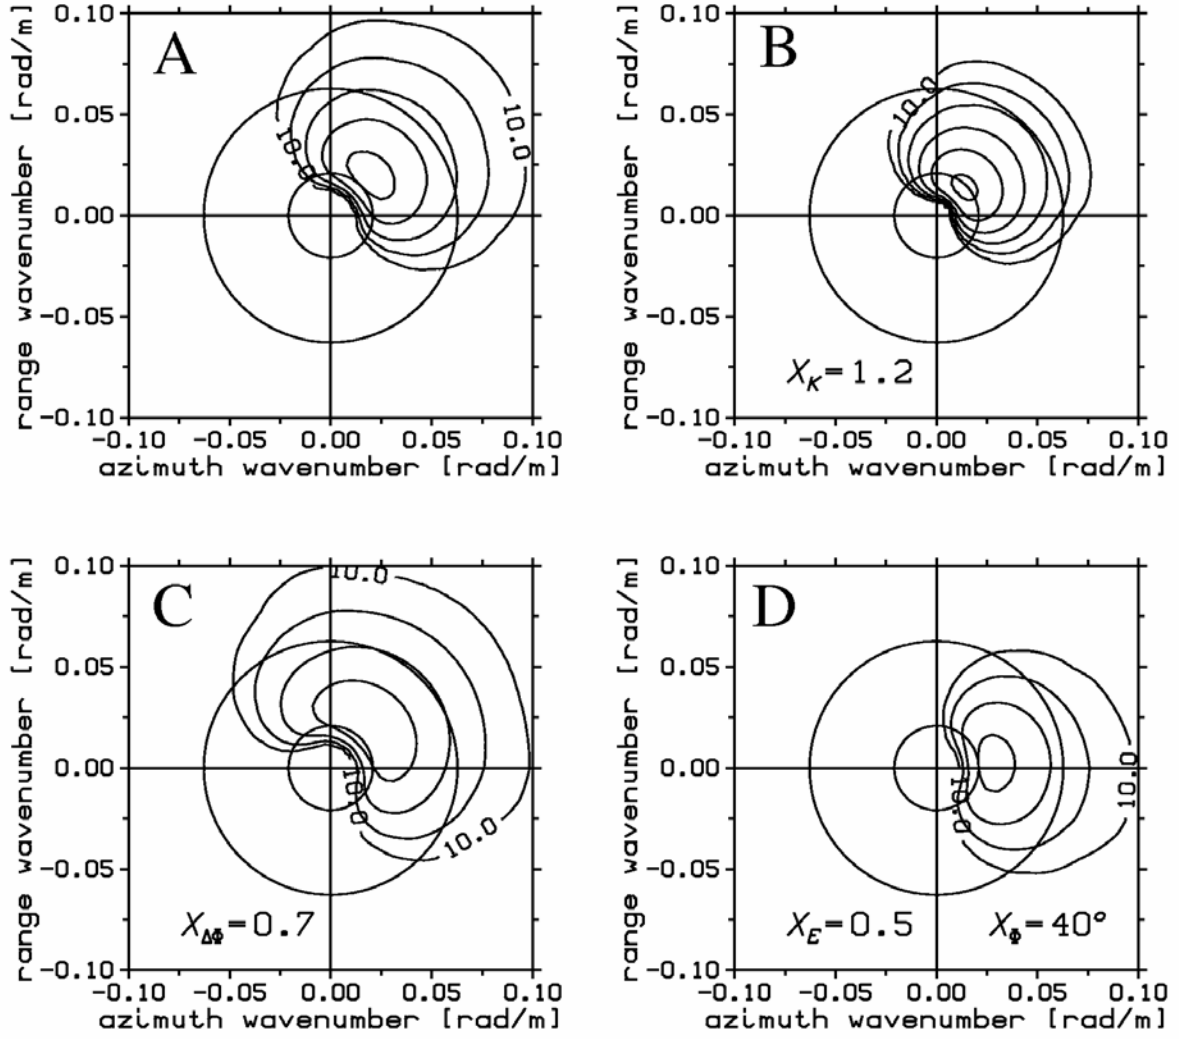 A
0.10
0.05
0.00
-0.05
-0.10
range wavenumber [rad/m]
10.0
10.0
-0.10 -0.05 0.00 0.05 0.10
azimuth wavenumber [rad/m]
B
0.10
0.05
0.00
-0.05
-0.10
range wavenumber [rad/m]
10.0
X_K=1.2
-0.10 -0.05 0.00 0.05 0.10
azimuth wavenumber [rad/m]
C
0.10
0.05
0.00
-0.05
-0.10
range wavenumber [rad/m]
10.0
10.0
10.0
X_ΔΦ=0.7
-0.10 -0.05 0.00 0.05 0.10
azimuth wavenumber [rad/m]
D
0.10
0.05
0.00
-0.05
-0.10
range wavenumber [rad/m]
10.0
10.0
X_E=0.5 X_Φ=40°
-0.10 -0.05 0.00 0.05 0.10
azimuth wavenumber [rad/m]